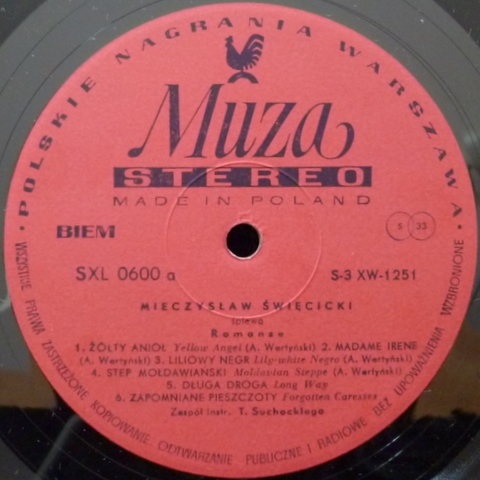 • POLSKIE NAGRANIA WARSZAWA •
Muza
STEREO
MADE IN POLAND
BIEM
S 33
SXL 0600 a
S-3 XW-1251
MIECZYSŁAW ŚWIĘCICKI
śpiewa
Romanse
1. ŻÓŁTY ANIOŁ Yellow Angel (A. Wertyński) 2. MADAME IRENE
(A. Wertyński) 3. LILIOWY NEGR Lily-white Negro (A. Wertyński)
4. STEP MOŁDAWIAŃSKI Moldavian Steppe (A. Wertyński)
5. DŁUGA DROGA Long Way
6. ZAPOMNIANE PIESZCZOTY Forgotten Caresses
Zespół instr. T. Suchockiego
WSZYSTKIE PRAWA ZASTRZEŻONE KOPIOWANIE ODTWARZANIE PUBLICZNE I RADIOWE BEZ UPOWAŻNIENIA WZBRONIONE